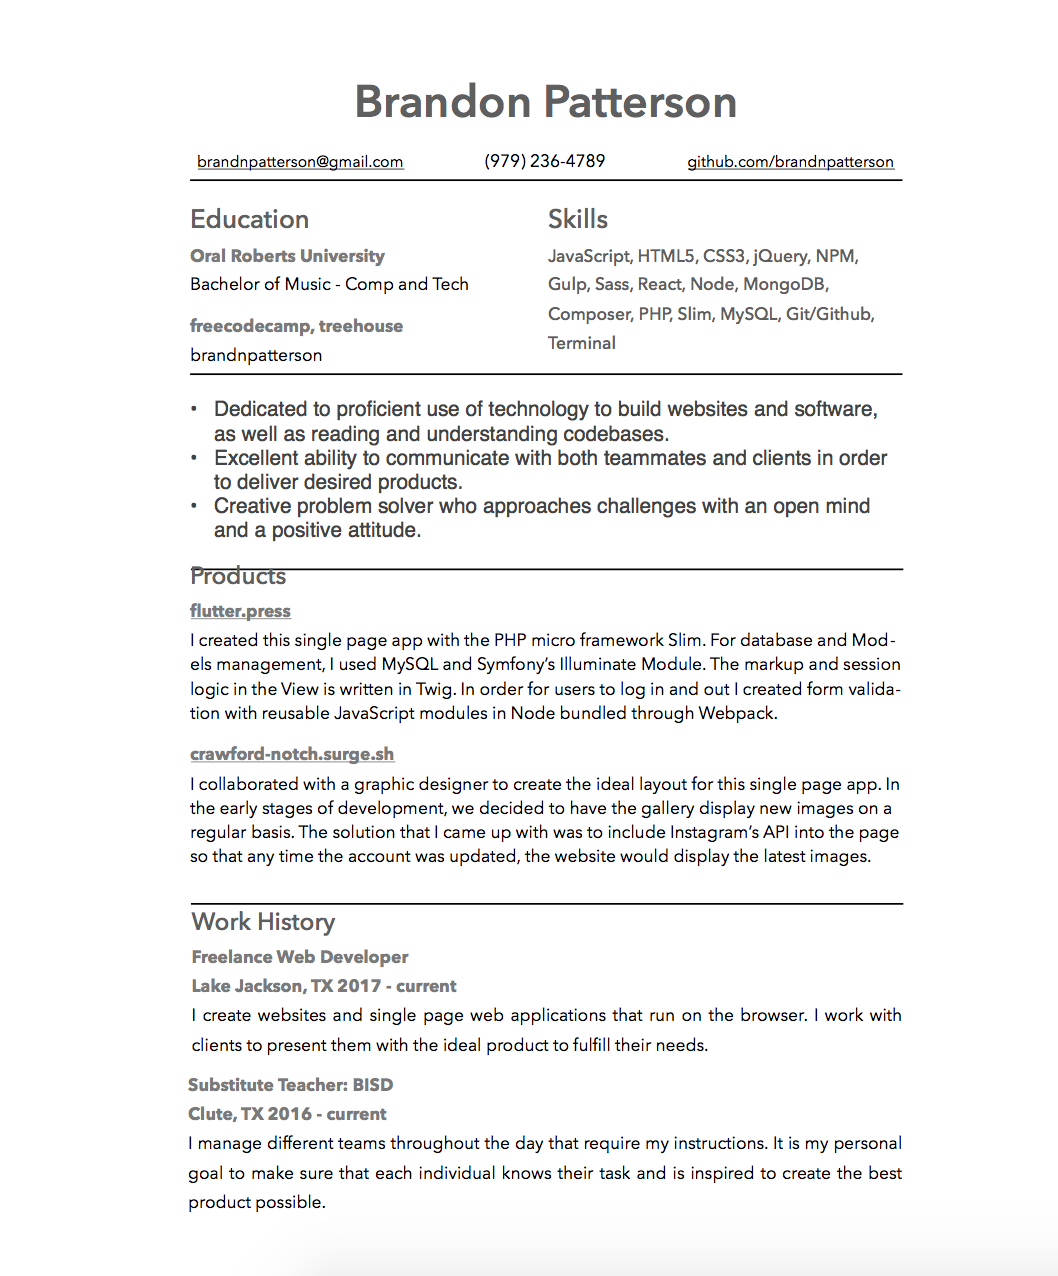 Brandon Patterson
brandnpatterson@gmail.com (979) 236-4789 github.com/brandnpatterson
Education
Oral Roberts University
Bachelor of Music - Comp and Tech
freecodecamp, treehouse
brandnpatterson
Skills
JavaScript, HTML5, CSS3, jQuery, NPM,
Gulp, Sass, React, Node, MongoDB,
Composer, PHP, Slim, MySQL, Git/Github,
Terminal
• Dedicated to proficient use of technology to build websites and software,
as well as reading and understanding codebases.
• Excellent ability to communicate with both teammates and clients in order
to deliver desired products.
• Creative problem solver who approaches challenges with an open mind
and a positive attitude.
Products
flutter.press
I created this single page app with the PHP micro framework Slim. For database and Mod-
els management, I used MySQL and Symfony’s Illuminate Module. The markup and session
logic in the View is written in Twig. In order for users to log in and out I created form valida-
tion with reusable JavaScript modules in Node bundled through Webpack.
crawford-notch.surge.sh
I collaborated with a graphic designer to create the ideal layout for this single page app. In
the early stages of development, we decided to have the gallery display new images on a
regular basis. The solution that I came up with was to include Instagram’s API into the page
so that any time the account was updated, the website would display the latest images.
Work History
Freelance Web Developer
Lake Jackson, TX 2017 - current
I create websites and single page web applications that run on the browser. I work with
clients to present them with the ideal product to fulfill their needs.
Substitute Teacher: BISD
Clute, TX 2016 - current
I manage different teams throughout the day that require my instructions. It is my personal
goal to make sure that each individual knows their task and is inspired to create the best
product possible.